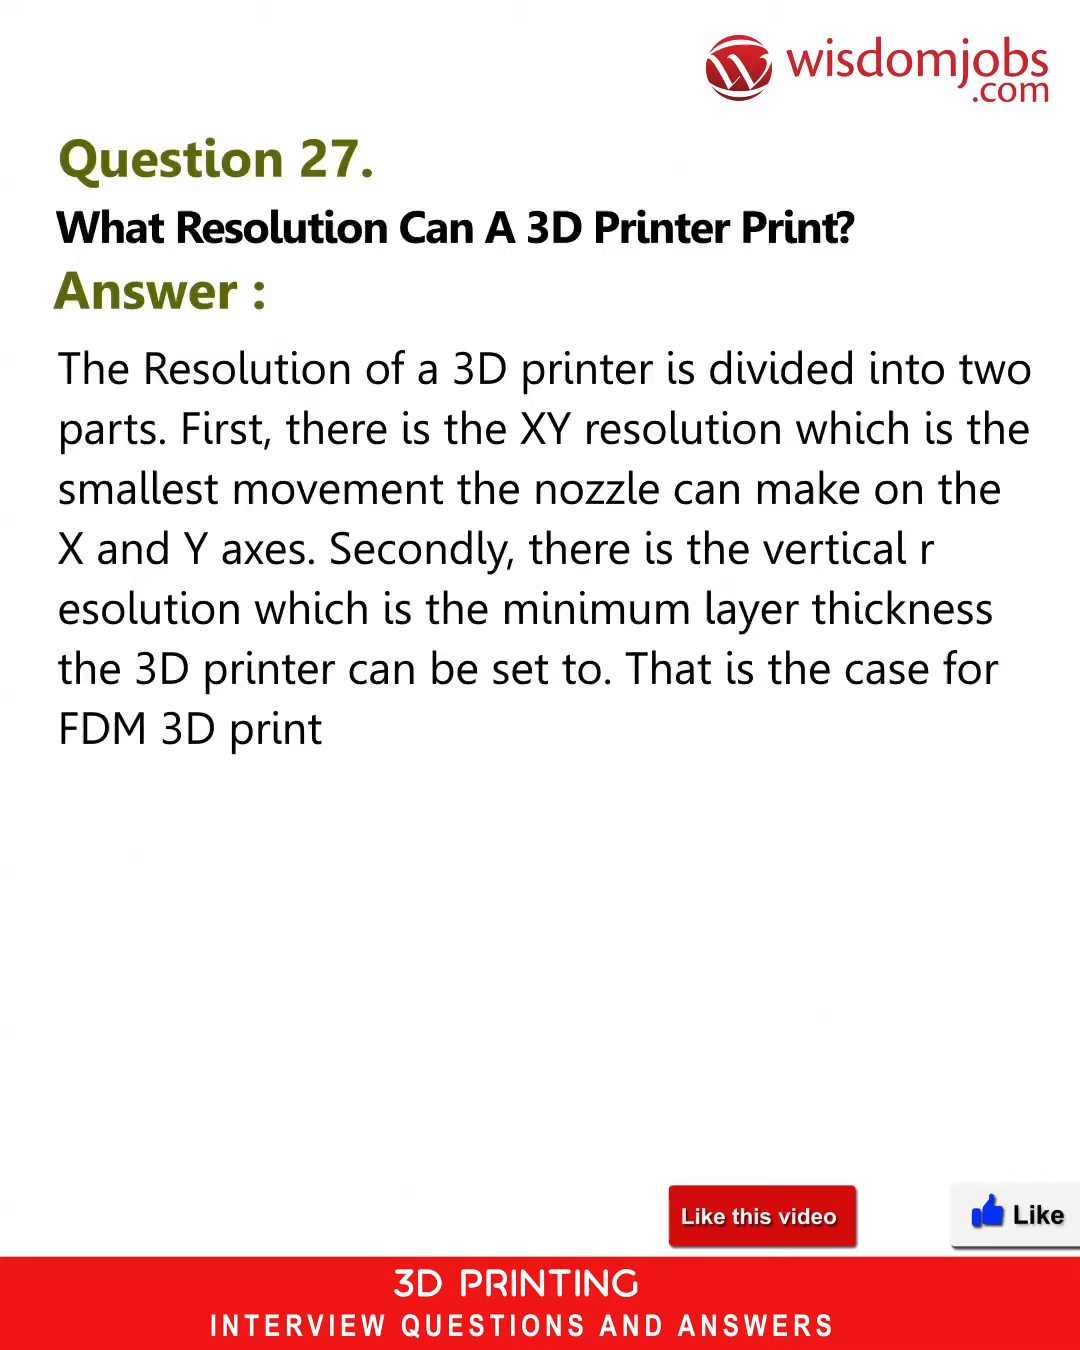 wisdomjobs
.com
Question 27.
What Resolution Can A 3D Printer Print?
Answer :
The Resolution of a 3D printer is divided into two
parts. First, there is the XY resolution which is the
smallest movement the nozzle can make on the
X and Y axes. Secondly, there is the vertical r
esolution which is the minimum layer thickness
the 3D printer can be set to. That is the case for
FDM 3D print
Like this video
Like
3D PRINTING
INTERVIEW QUESTIONS AND ANSWERS